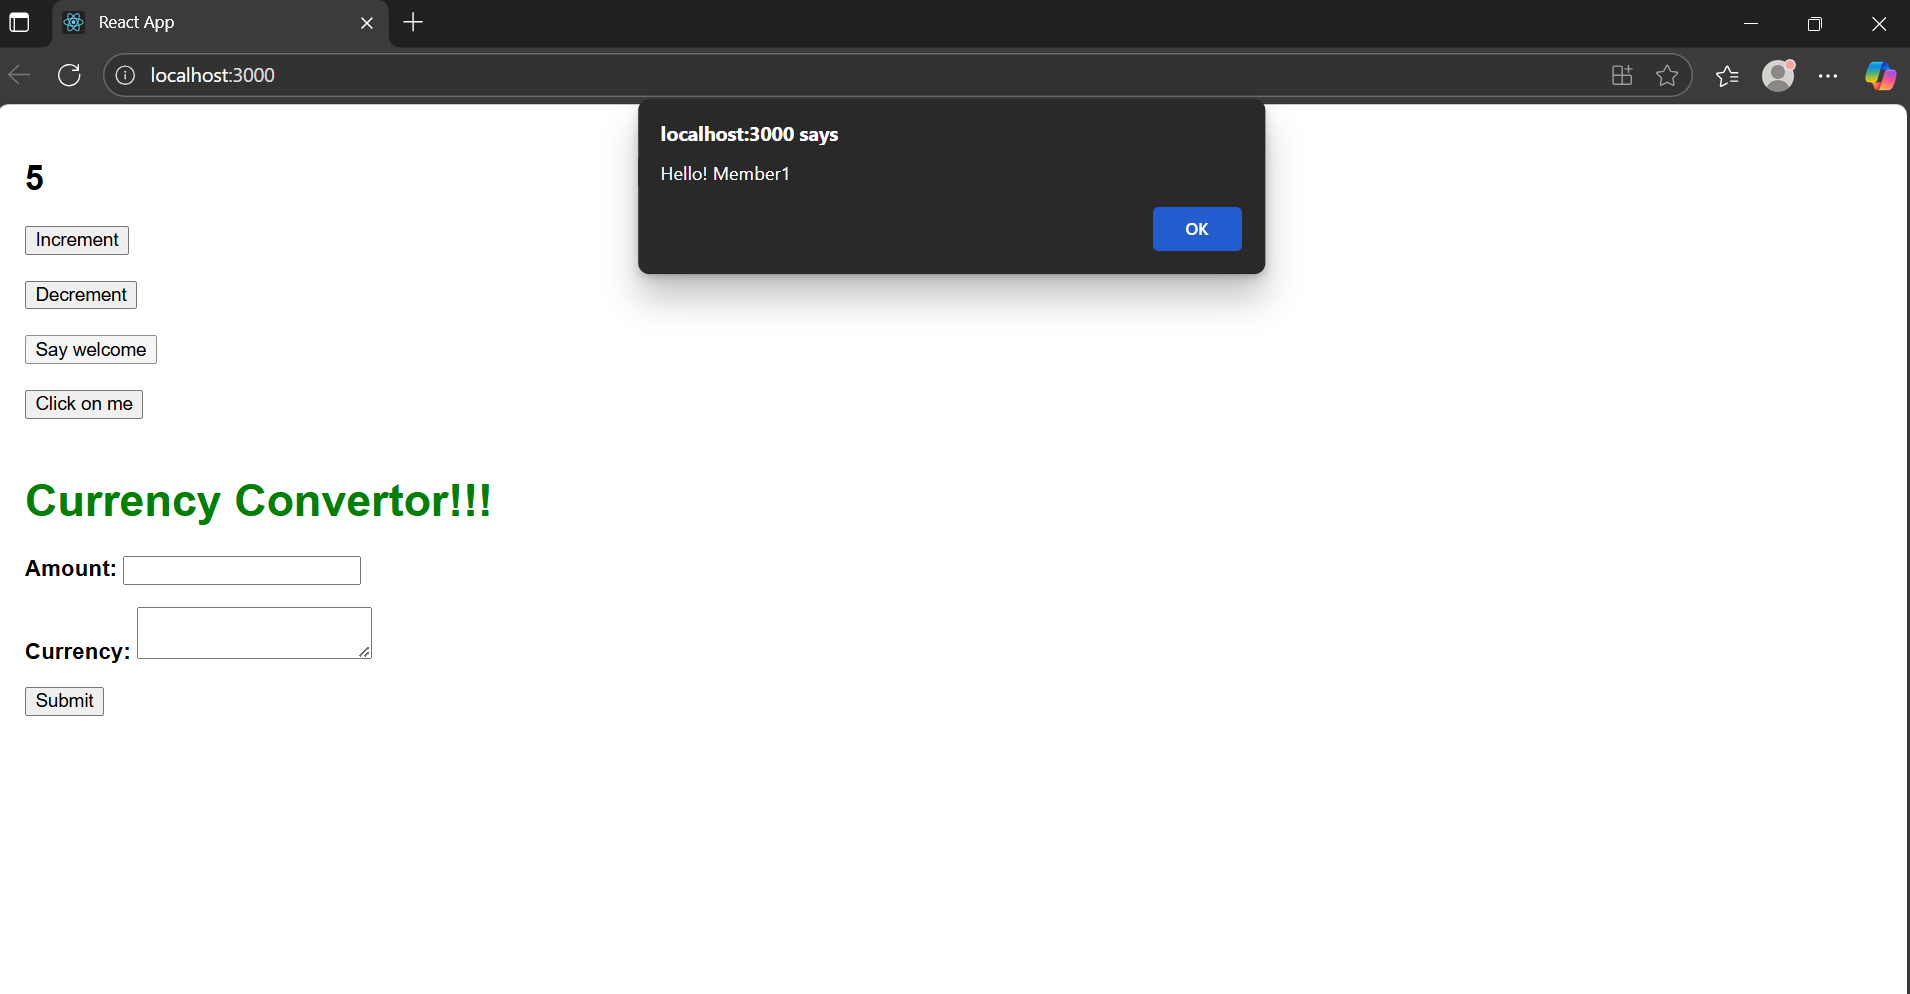 React App
localhost:3000
localhost:3000 says
Hello! Member1
OK
5
Increment
Decrement
Say welcome
Click on me
Currency Convertor!!!
Amount:
Currency:
Submit